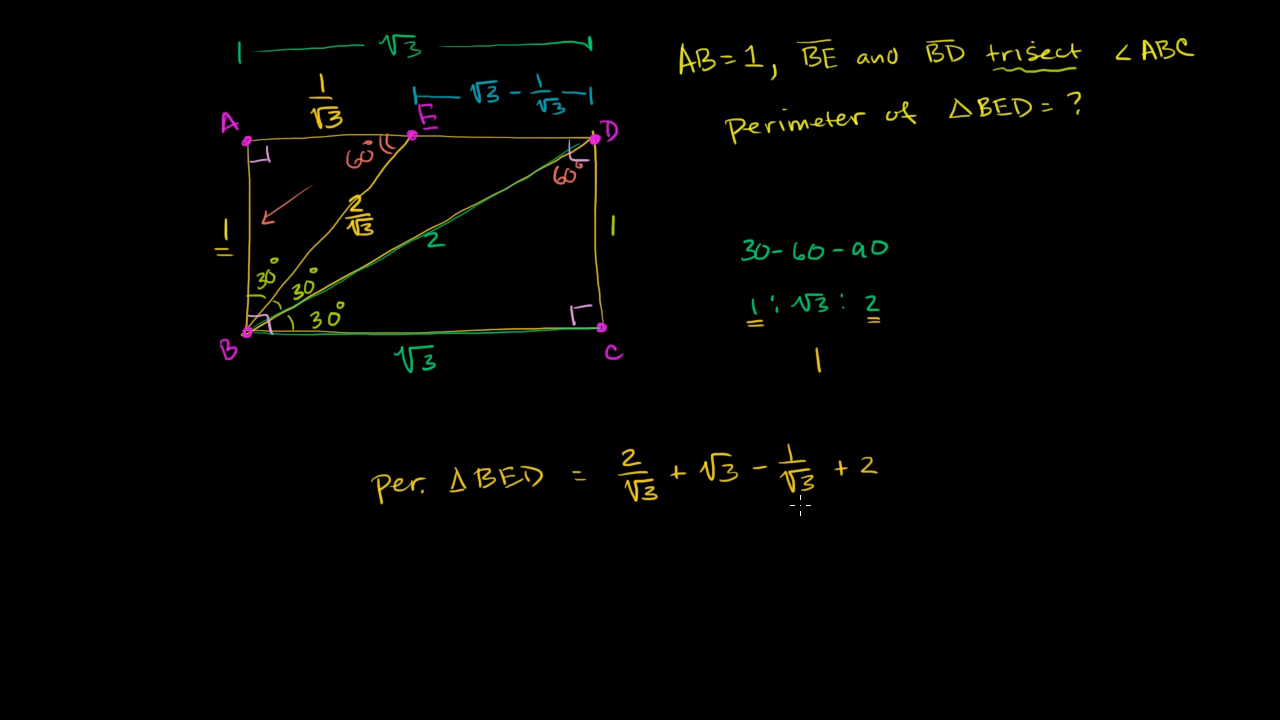 √3
AB=1, BE and BD trisect ∠ABC
1/√3
√3 - 1/√3
Perimeter of △BED = ?
A
E
D
60°
60°
1
2/√3
2
1
30-60-90
30°
30°
30°
1 : √3 : 2
B
√3
C
1
Per. △BED = 2/√3 + √3 - 1/√3 + 2